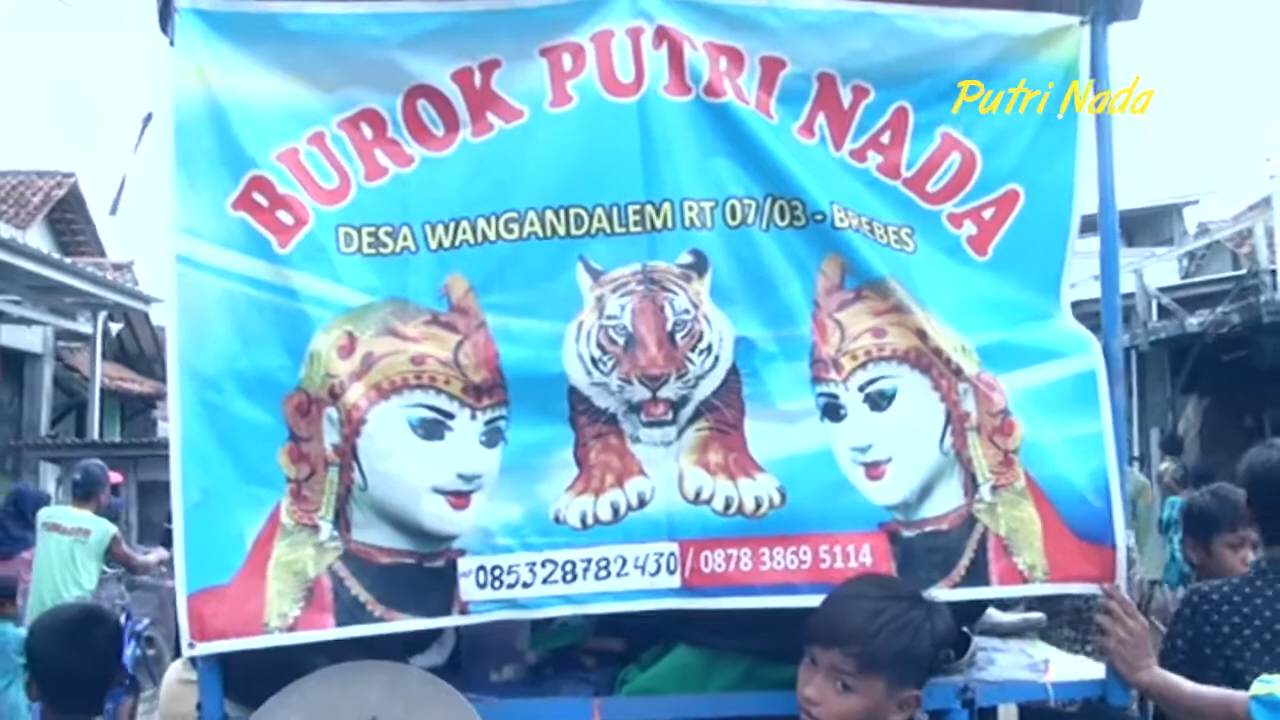 BUROK PUTRI NADA
Putri Nada
DESA WANGANDALEM RT 07/03 - BREBES
085328782430 / 0878 3869 5114